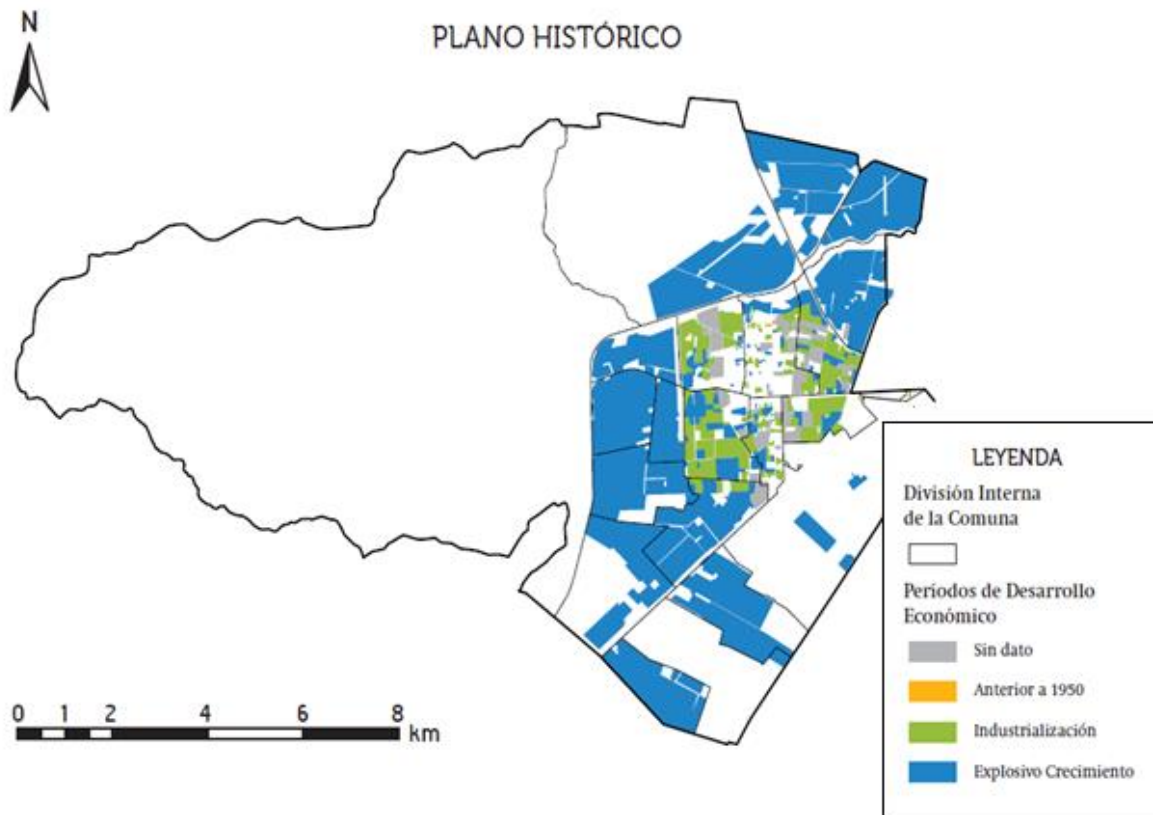 N
PLANO HISTÓRICO
LEYENDA
División Interna
de la Comuna
Períodos de Desarrollo
Económico
Sin dato
Anterior a 1950
Industrialización
Explosivo Crecimiento
0 1 2 4 6 8
km